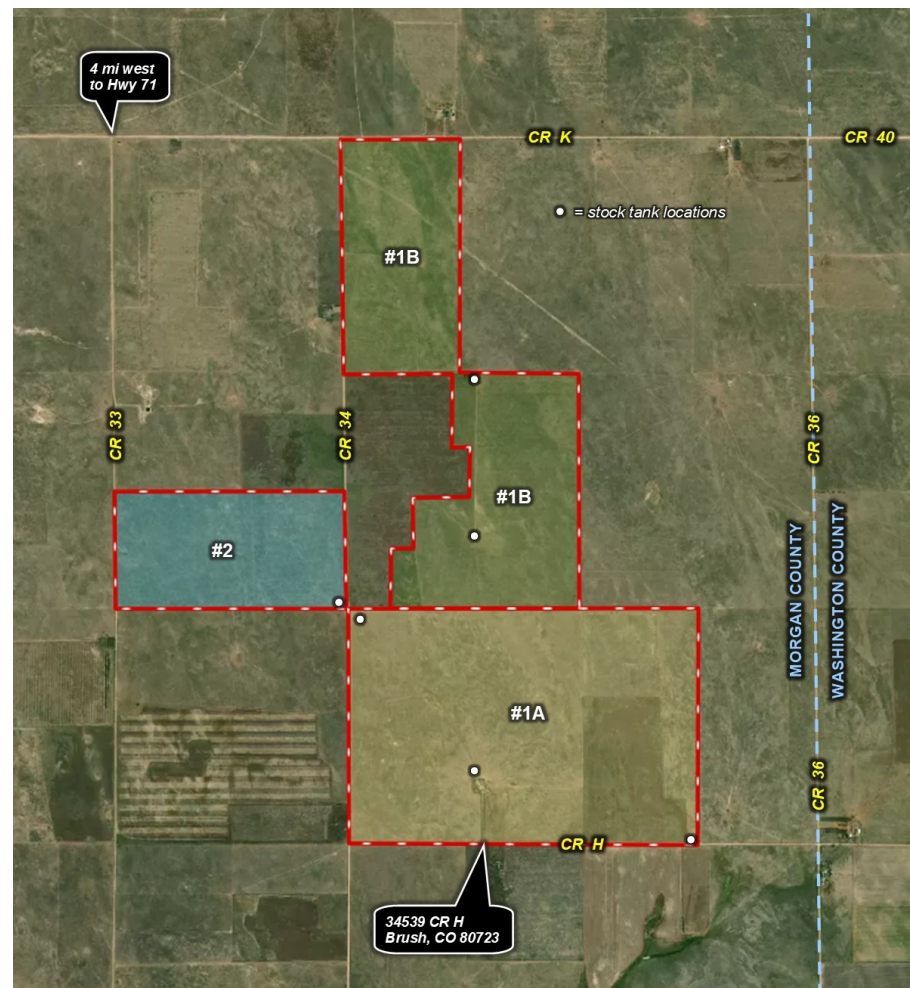 4 mi west
to Hwy 71
CR K
CR 40
= stock tank locations
#1B
CR 33
CR 34
CR 36
#1B
#2
MORGAN COUNTY
WASHINGTON COUNTY
#1A
CR 36
CR H
34539 CR H
Brush, CO 80723